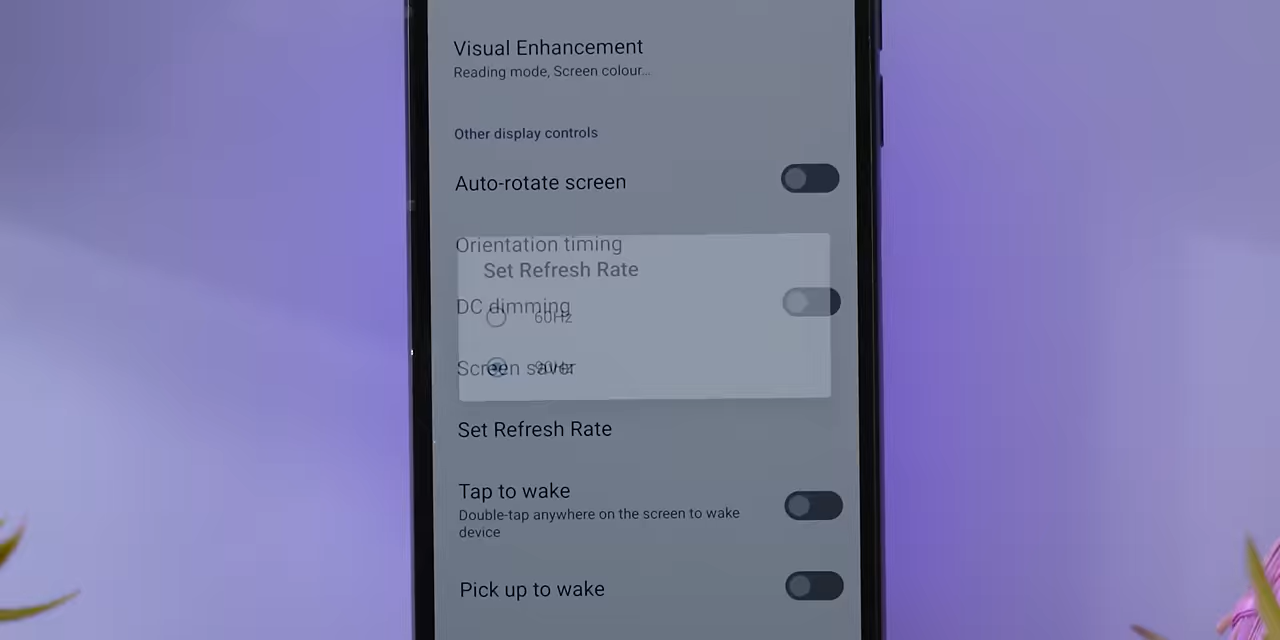 Visual Enhancement
Reading mode, Screen colour...
Other display controls
Auto-rotate screen
Orientation timing
Set Refresh Rate
DC dimming
60Hz
Screen saver
90Hz
Set Refresh Rate
Tap to wake
Double-tap anywhere on the screen to wake
device
Pick up to wake